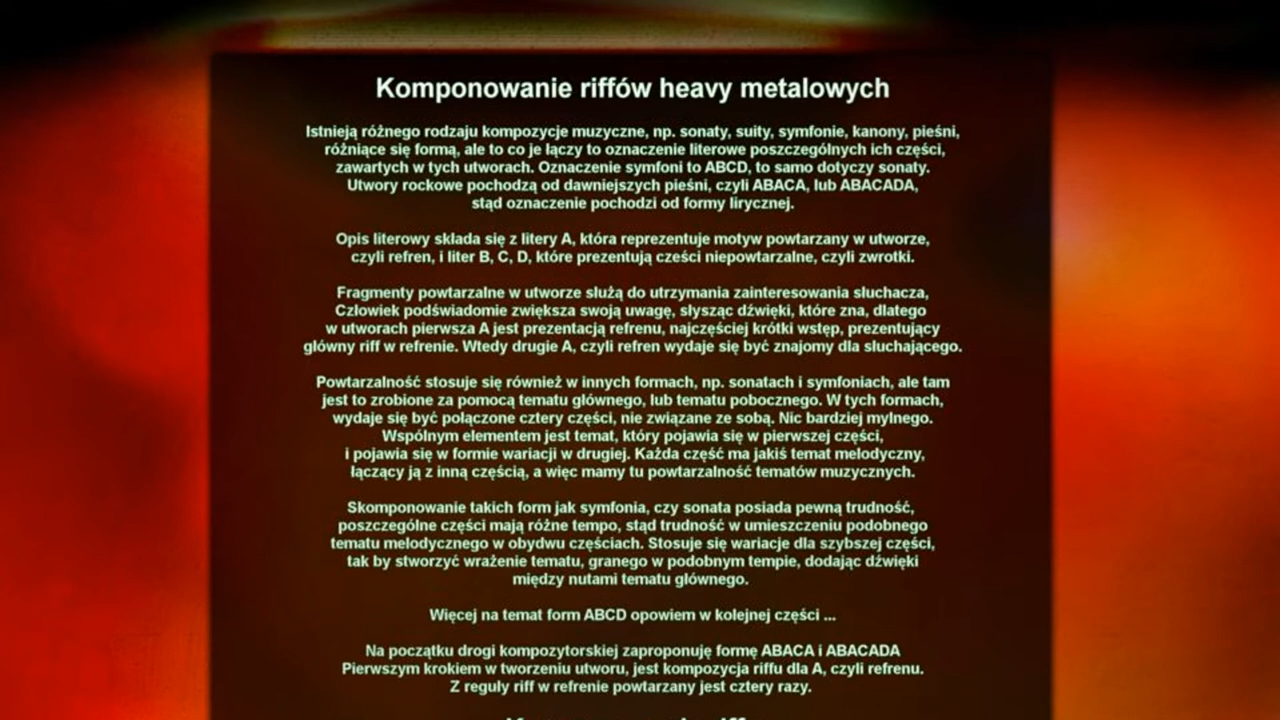 Komponowanie riffów heavy metalowych
Istnieją różnego rodzaju kompozycje muzyczne, np. sonaty, suity, symfonie, kanony, pieśni,
różniące się formą, ale to co je łączy to oznaczenie literowe poszczególnych ich części,
zawartych w tych utworach. Oznaczenie symfoni to ABCD, to samo dotyczy sonaty.
Utwory rockowe pochodzą od dawniejszych pieśni, czyli ABACA, lub ABACADA,
stąd oznaczenie pochodzi od formy lirycznej.
Opis literowy składa się z litery A, która reprezentuje motyw powtarzany w utworze,
czyli refren, i liter B, C, D, które prezentują cześci niepowtarzalne, czyli zwrotki.
Fragmenty powtarzalne w utworze służą do utrzymania zainteresowania słuchacza,
Człowiek podświadomie zwiększa swoją uwagę, słysząc dźwięki, które zna, dlatego
w utworach pierwsza A jest prezentacją refrenu, najczęściej krótki wstęp, prezentujący
główny riff w refrenie. Wtedy drugie A, czyli refren wydaje się być znajomy dla słuchającego.
Powtarzalność stosuje się również w innych formach, np. sonatach i symfoniach, ale tam
jest to zrobione za pomocą tematu głównego, lub tematu pobocznego. W tych formach,
wydaje się być połączone cztery części, nie związane ze sobą. Nic bardziej mylnego.
Wspólnym elementem jest temat, który pojawia się w pierwszej części,
i pojawia się w formie wariacji w drugiej. Każda część ma jakiś temat melodyczny,
łączący ją z inną częścią, a więc mamy tu powtarzalność tematów muzycznych.
Skomponowanie takich form jak symfonia, czy sonata posiada pewną trudność,
poszczególne części mają różne tempo, stąd trudność w umieszczeniu podobnego
tematu melodycznego w obydwu częściach. Stosuje się wariacje dla szybszej części,
tak by stworzyć wrażenie tematu, granego w podobnym tempie, dodając dźwięki
między nutami tematu głównego.
Więcej na temat form ABCD opowiem w kolejnej części ...
Na początku drogi kompozytorskiej zaproponuję formę ABACA i ABACADA
Pierwszym krokiem w tworzeniu utworu, jest kompozycja riffu dla A, czyli refrenu.
Z reguły riff w refrenie powtarzany jest cztery razy.